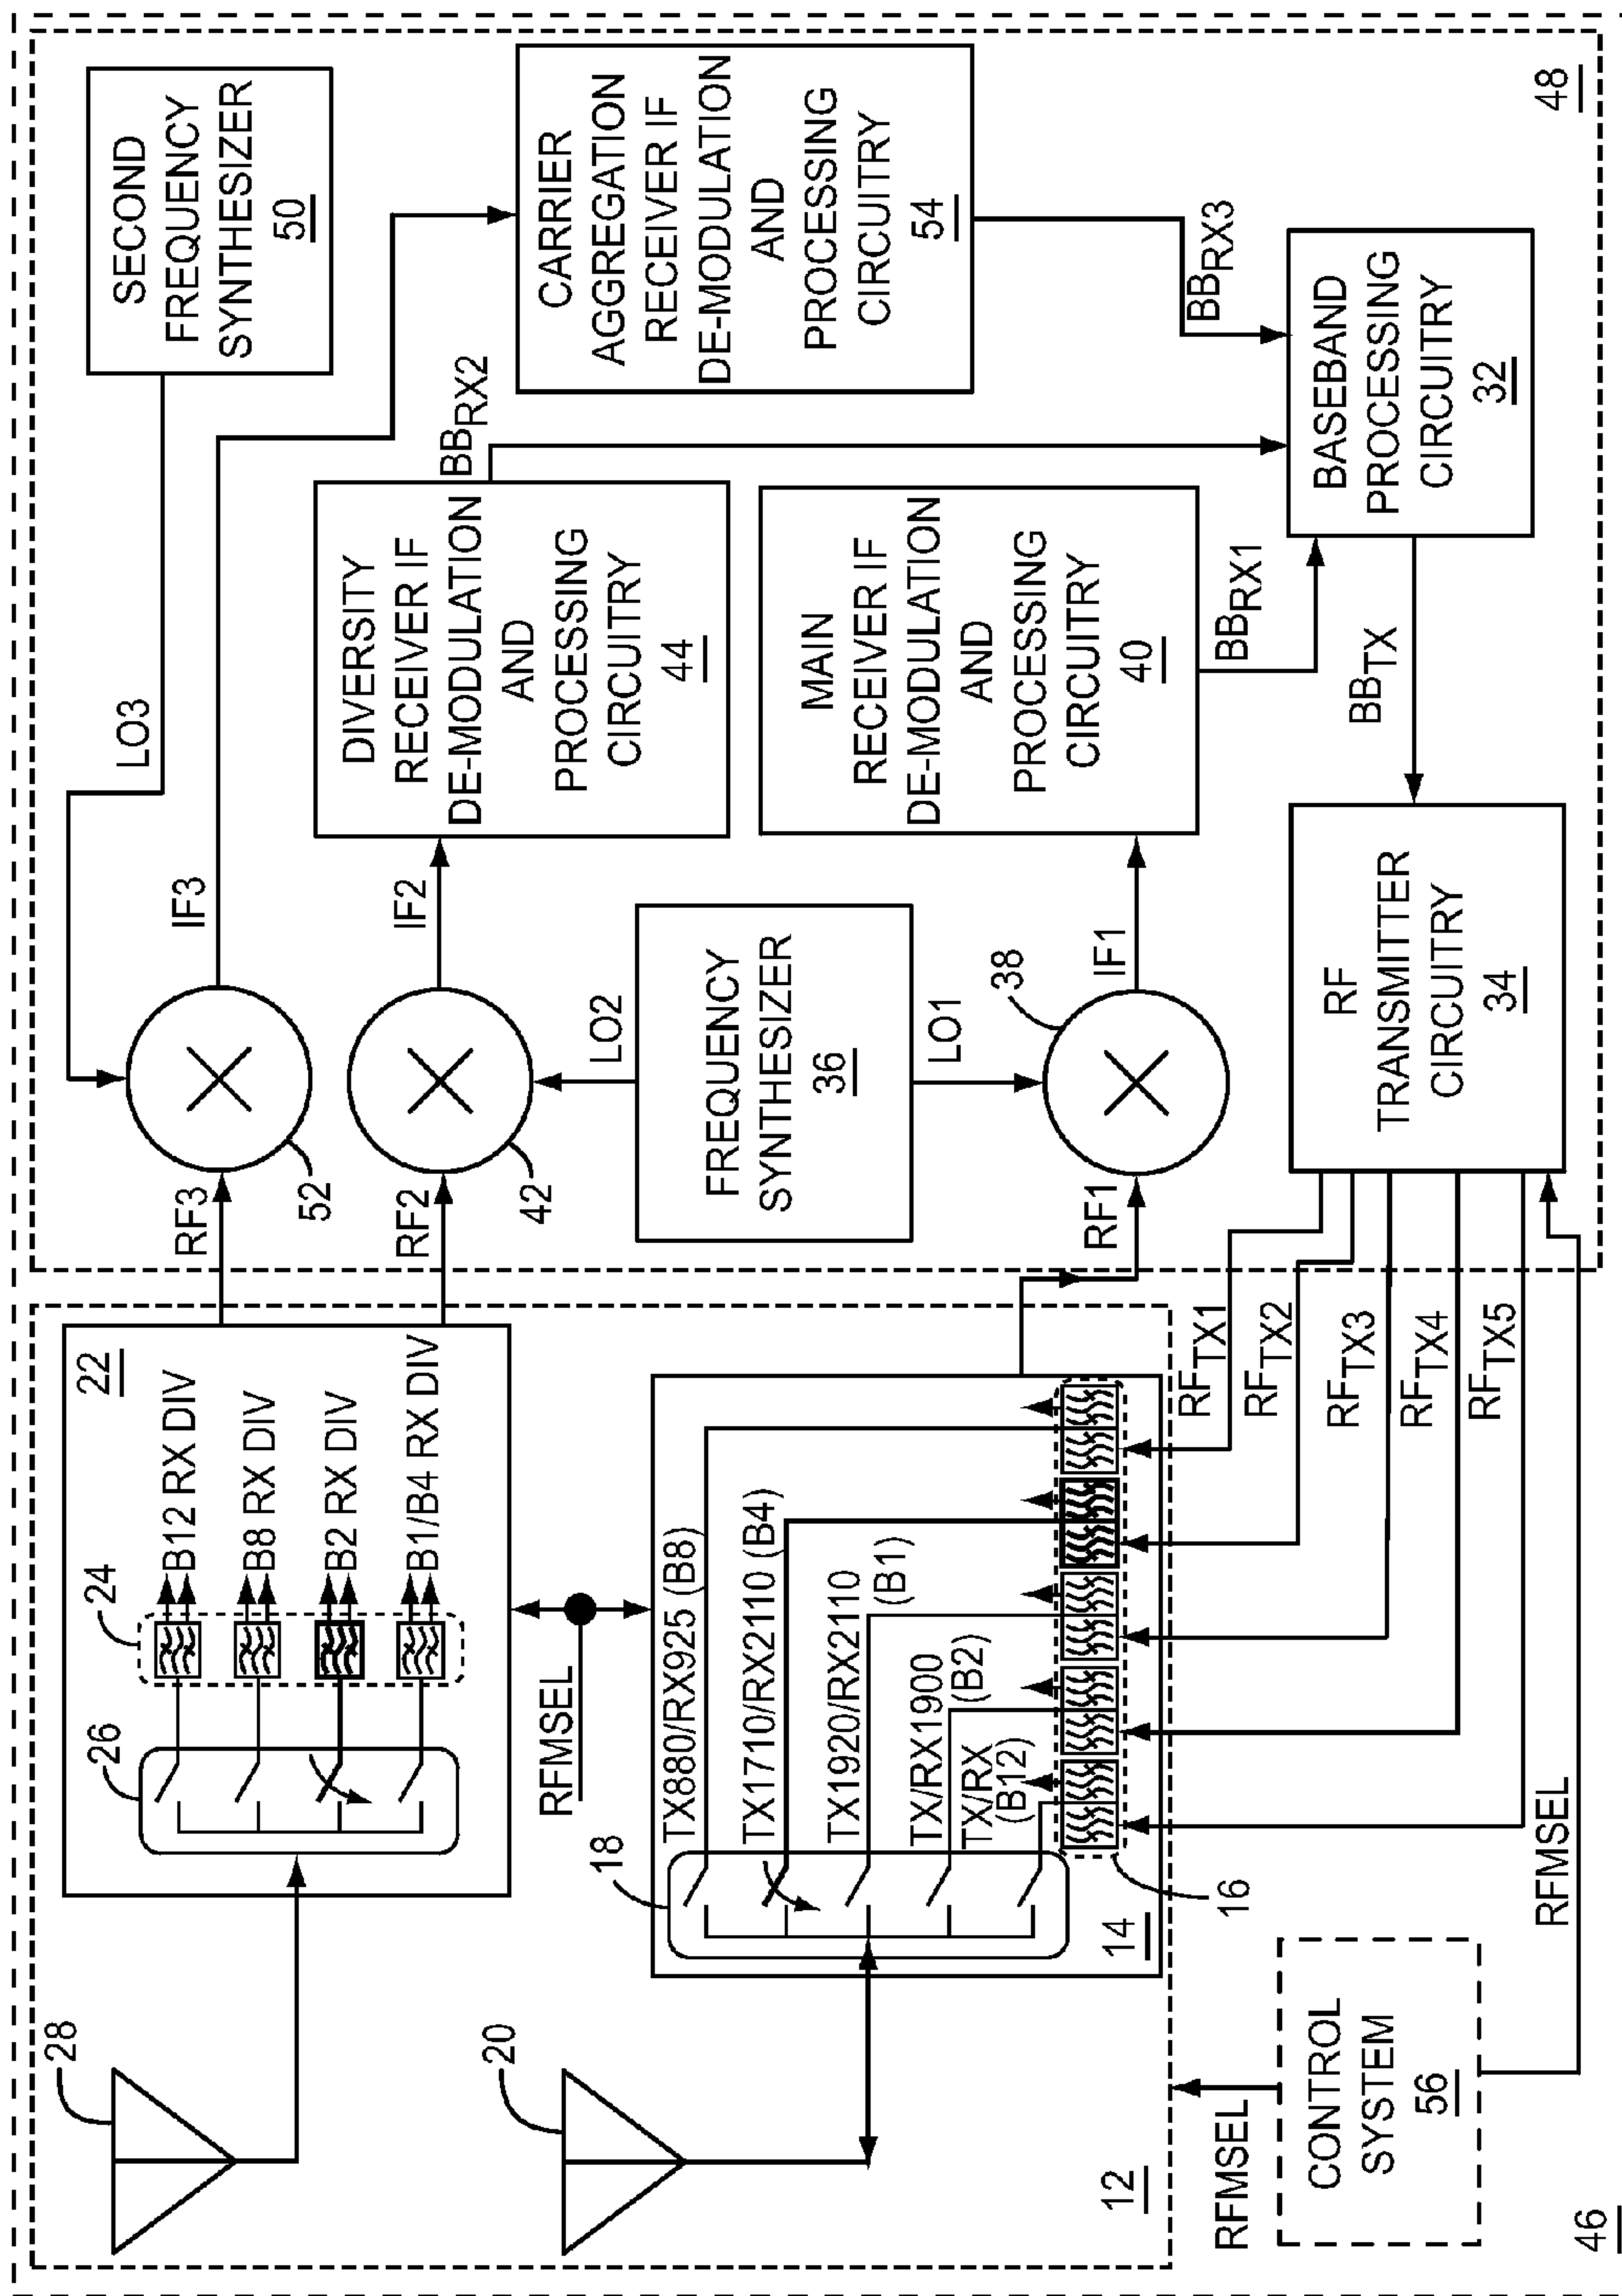 28
20
12
46
26
24
22
B12 RX DIV
B8 RX DIV
B2 RX DIV
B1/B4 RX DIV
RFMSEL
18
TX880/RX925 (B8)
TX1710/RX2110 (B4)
TX1920/RX2110
(B1)
TX/RX1900
(B2)
TX/RX
(B12)
14
16
RFMSEL
CONTROL
SYSTEM
56
RFMSEL
RF3
52
RF2
42
RF1
RFTX1
RFTX2
RFTX3
RFTX4
RFTX5
LO3
IF3
IF2
LO2
FREQUENCY
SYNTHESIZER
36
LO1
38
IF1
SECOND
FREQUENCY
SYNTHESIZER
50
DIVERSITY
RECEIVER IF
DE-MODULATION
AND
PROCESSING
CIRCUITRY
44
BBRX2
MAIN
RECEIVER IF
DE-MODULATION
AND
PROCESSING
CIRCUITRY
40
BBRX1
CARRIER
AGGREGATION
RECEIVER IF
DE-MODULATION
AND
PROCESSING
CIRCUITRY
54
BBRX3
BASEBAND
PROCESSING
CIRCUITRY
32
BBTX
RF
TRANSMITTER
CIRCUITRY
34
48